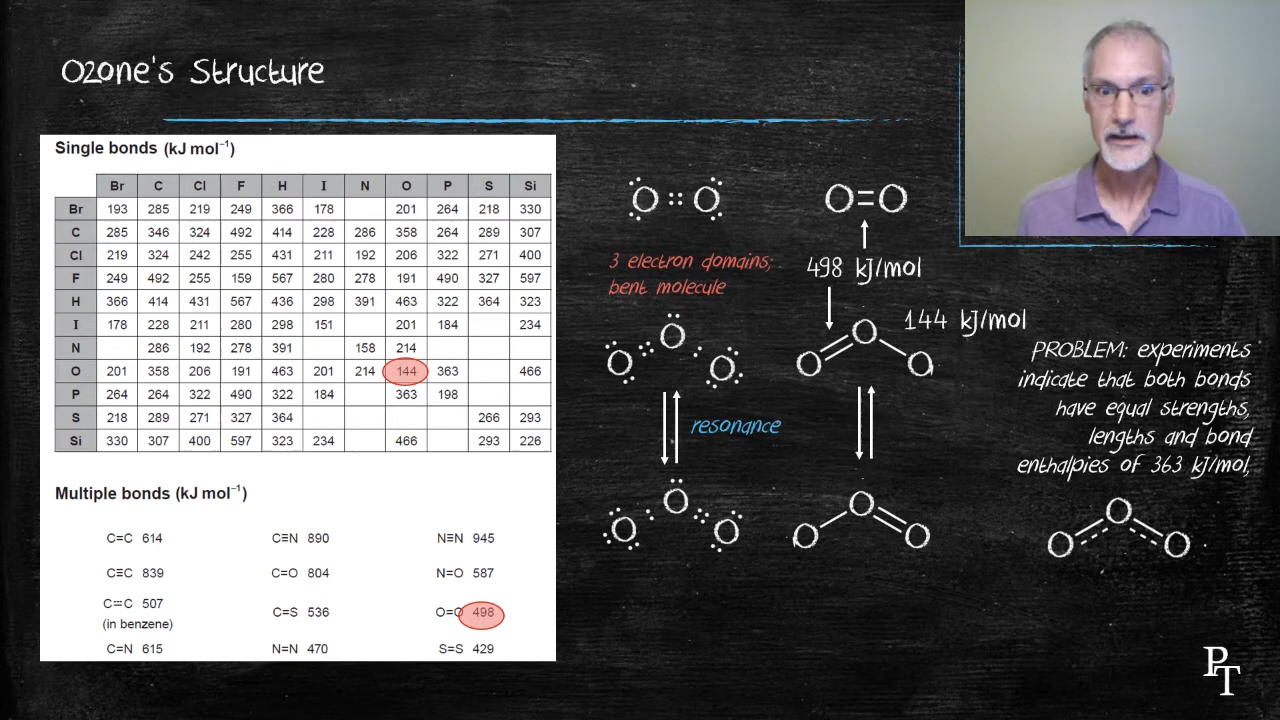 Ozone's Structure
Single bonds (kJ mol⁻¹)
Br C Cl F H I N O P S Si
Br 193 285 219 249 366 178 201 264 218 330
C 285 346 324 492 414 228 286 358 264 289 307
Cl 219 324 242 255 431 211 192 206 322 271 400
F 249 492 255 159 567 280 278 191 490 327 597
H 366 414 431 567 436 298 391 463 322 364 323
I 178 228 211 280 298 151 201 184 234
N 286 192 278 391 158 214
O 201 358 206 191 463 201 214 144 363 466
P 264 264 322 490 322 184 363 198
S 218 289 271 327 364 266 293
Si 330 307 400 597 323 234 466 293 226
Multiple bonds (kJ mol⁻¹)
C=C 614 C≡N 890 N≡N 945
C≡C 839 C=O 804 N=O 587
C=C 507 C=S 536 O=O 498
(in benzene)
C=N 615 N=N 470 S=S 429
O :: O O=O
3 electron domains;
bent molecule
498 kJ/mol
144 kJ/mol
O O O
O O O
resonance
O O O
O O O
PROBLEM: experiments
indicate that both bonds
have equal strengths,
lengths and bond
enthalpies of 363 kJ/mol,
O O O
PT